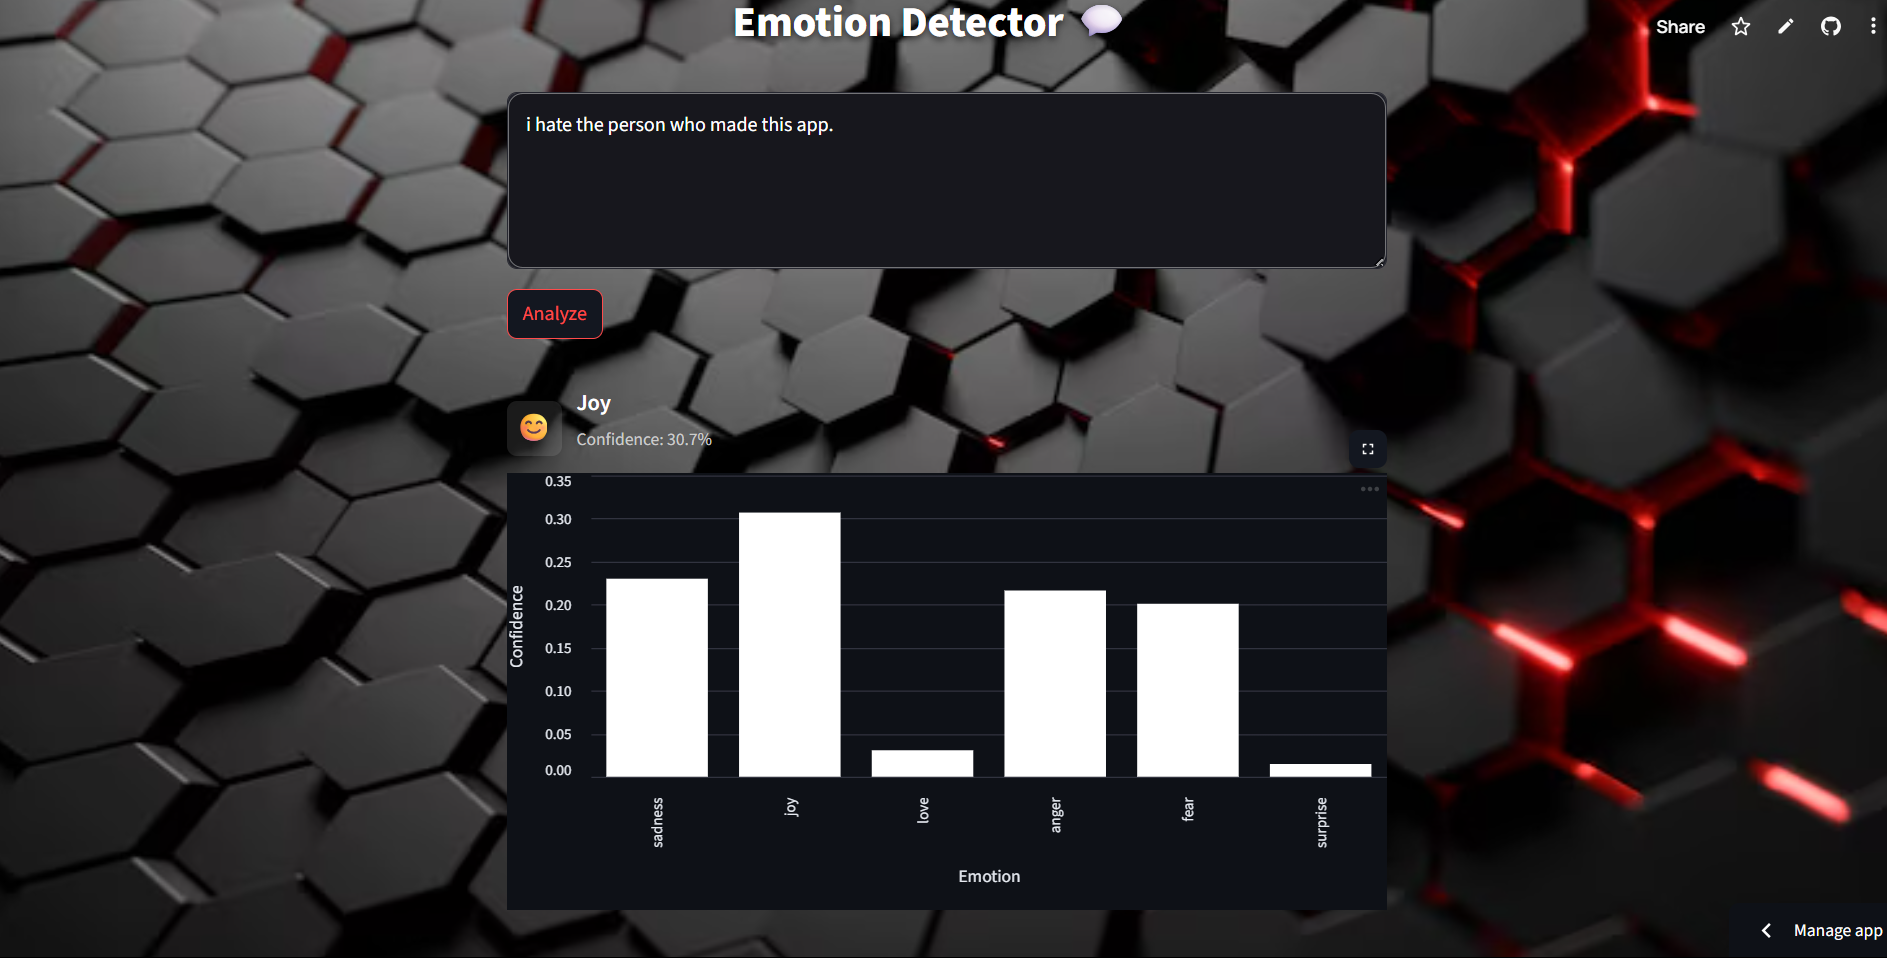 Emotion Detector
Share
i hate the person who made this app.
Analyze
Joy
Confidence: 30.7%
0.35
0.30
0.25
0.20
0.15
0.10
0.05
0.00
Confidence
sadness
joy
love
anger
fear
surprise
Emotion
Manage app